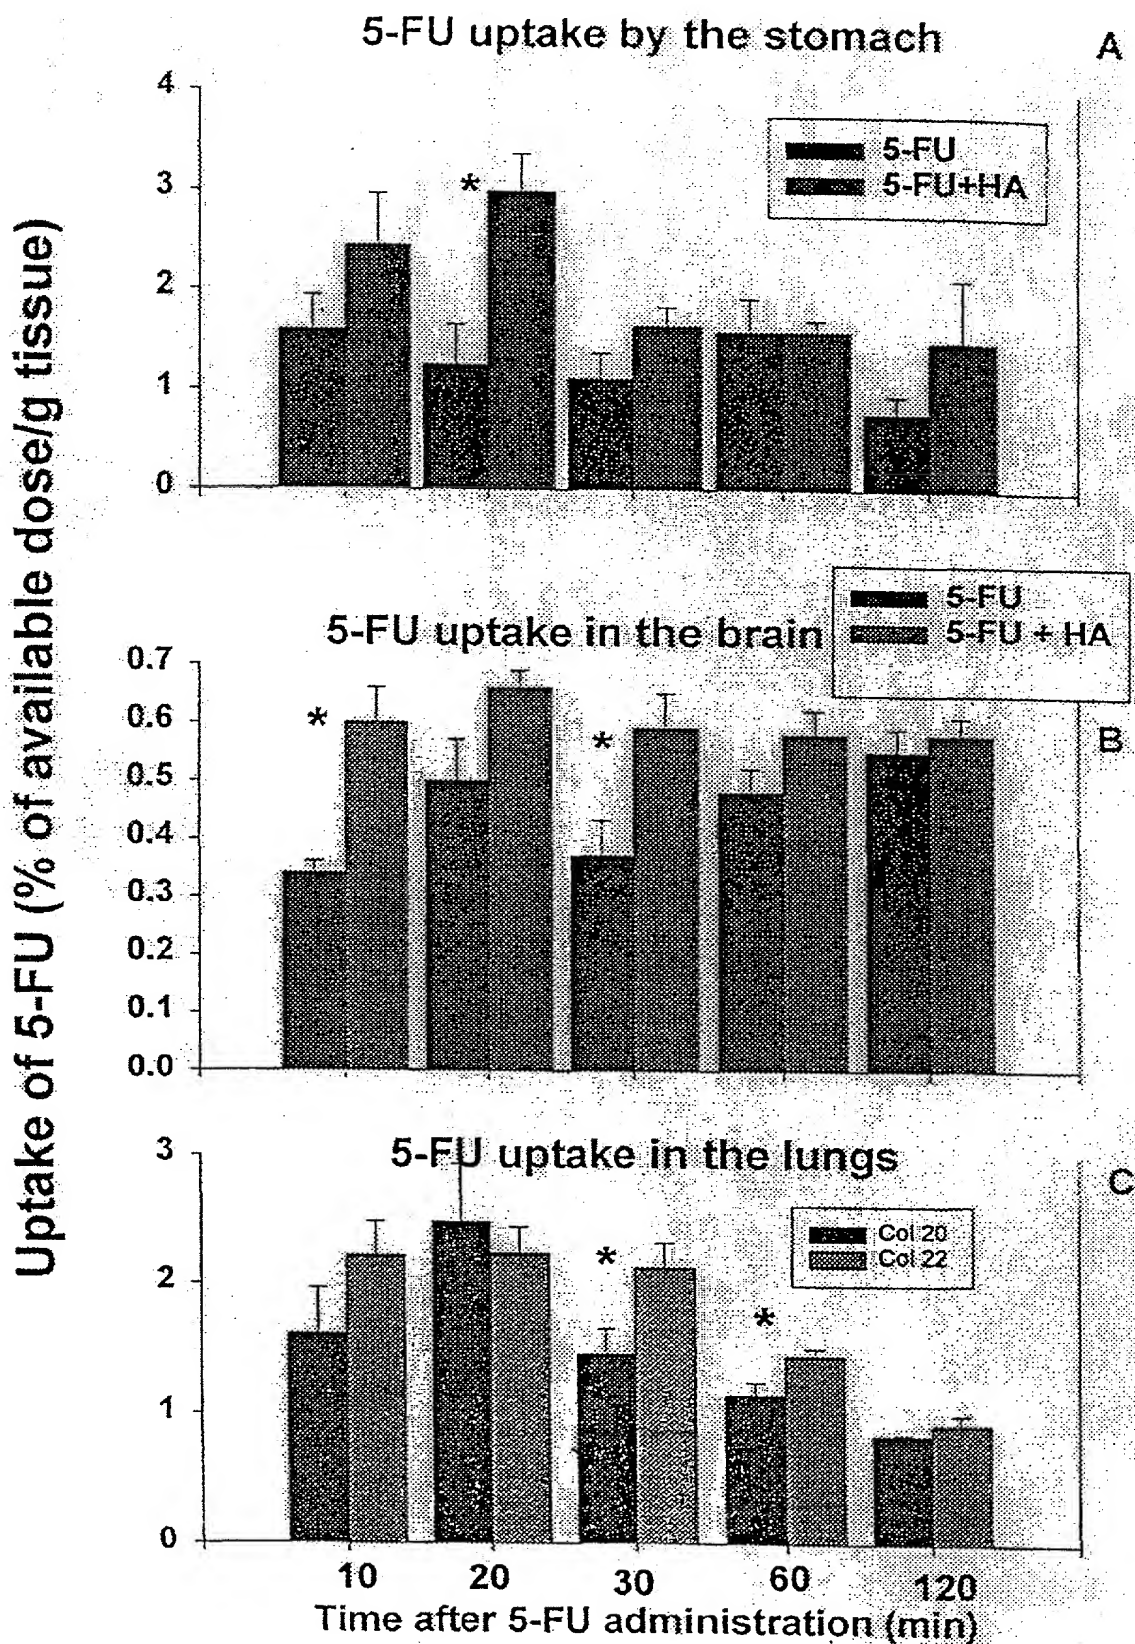 5-FU uptake by the stomach
A
4
3
2
1
0
*
5-FU
5-FU+HA
Uptake of 5-FU (% of available dose/g tissue)
5-FU uptake in the brain
5-FU
5-FU + HA
B
0.7
0.6
0.5
0.4
0.3
0.2
0.1
0.0
*
*
5-FU uptake in the lungs
C
3
2
1
0
*
*
Col 20
Col 22
10 20 30 60 120
Time after 5-FU administration (min)